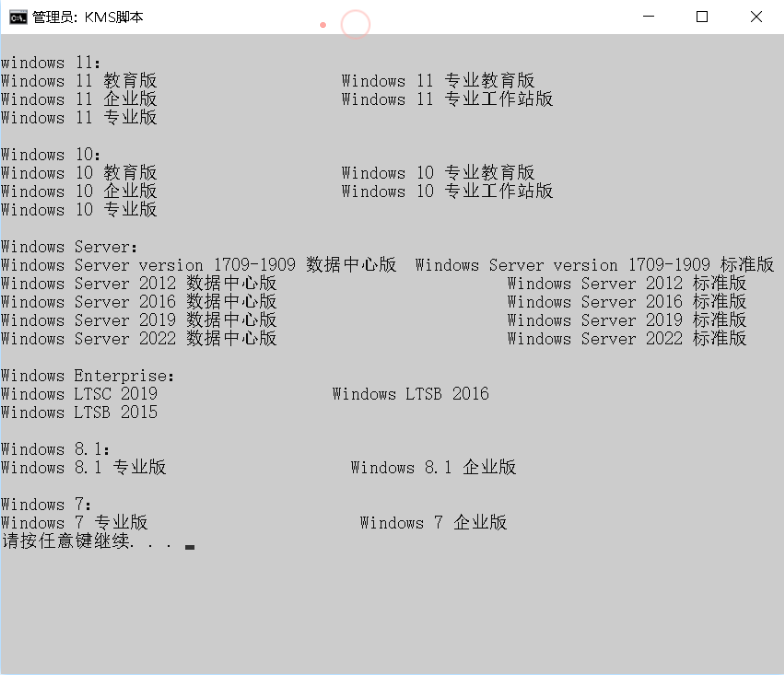 管理员: KMS脚本
windows 11:
Windows 11 教育版 Windows 11 专业教育版
Windows 11 企业版 Windows 11 专业工作站版
Windows 11 专业版
Windows 10:
Windows 10 教育版 Windows 10 专业教育版
Windows 10 企业版 Windows 10 专业工作站版
Windows 10 专业版
Windows Server:
Windows Server version 1709-1909 数据中心版 Windows Server version 1709-1909 标准版
Windows Server 2012 数据中心版 Windows Server 2012 标准版
Windows Server 2016 数据中心版 Windows Server 2016 标准版
Windows Server 2019 数据中心版 Windows Server 2019 标准版
Windows Server 2022 数据中心版 Windows Server 2022 标准版
Windows Enterprise:
Windows LTSC 2019 Windows LTSB 2016
Windows LTSB 2015
Windows 8.1:
Windows 8.1 专业版 Windows 8.1 企业版
Windows 7:
Windows 7 专业版 Windows 7 企业版
请按任意键继续. . .